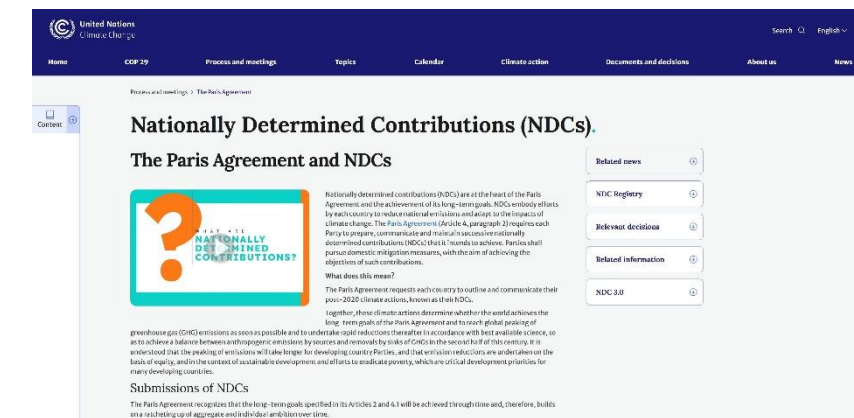 United Nations
Climate Change
Search
English
Home
COP 29
Process and meetings
Topics
Calendar
Climate action
Documents and decisions
About us
News
Process and meetings > The Paris Agreement
Content
Nationally Determined Contributions (NDCs).
The Paris Agreement and NDCs
WHAT ARE
NATIONALLY
DETERMINED
CONTRIBUTIONS?
Nationally determined contributions (NDCs) are at the heart of the Paris
Agreement and the achievement of its long-term goals. NDCs embody efforts
by each country to reduce national emissions and adapt to the impacts of
climate change. The Paris Agreement (Article 4, paragraph 2) requires each
Party to prepare, communicate and maintain successive nationally
determined contributions (NDCs) that it intends to achieve. Parties shall
pursue domestic mitigation measures, with the aim of achieving the
objectives of such contributions.
What does this mean?
The Paris Agreement requests each country to outline and communicate their
post-2020 climate actions, known as their NDCs.
Together, these climate actions determine whether the world achieves the
long-term goals of the Paris Agreement and to reach global peaking of
greenhouse gas (GHG) emissions as soon as possible and to undertake rapid reductions thereafter in accordance with best available science, so
as to achieve a balance between anthropogenic emissions by sources and removals by sinks of GHGs in the second half of this century. It is
understood that the peaking of emissions will take longer for developing country Parties, and that emission reductions are undertaken on the
basis of equity, and in the context of sustainable development and efforts to eradicate poverty, which are critical development priorities for
many developing countries.
Submissions of NDCs
The Paris Agreement recognizes that the long-term goals specified in its Articles 2 and 4.1 will be achieved through time and, therefore, builds
on a ratcheting up of aggregate and individual ambition over time.
Related news
NDC Registry
Relevant decisions
Related information
NDC 3.0